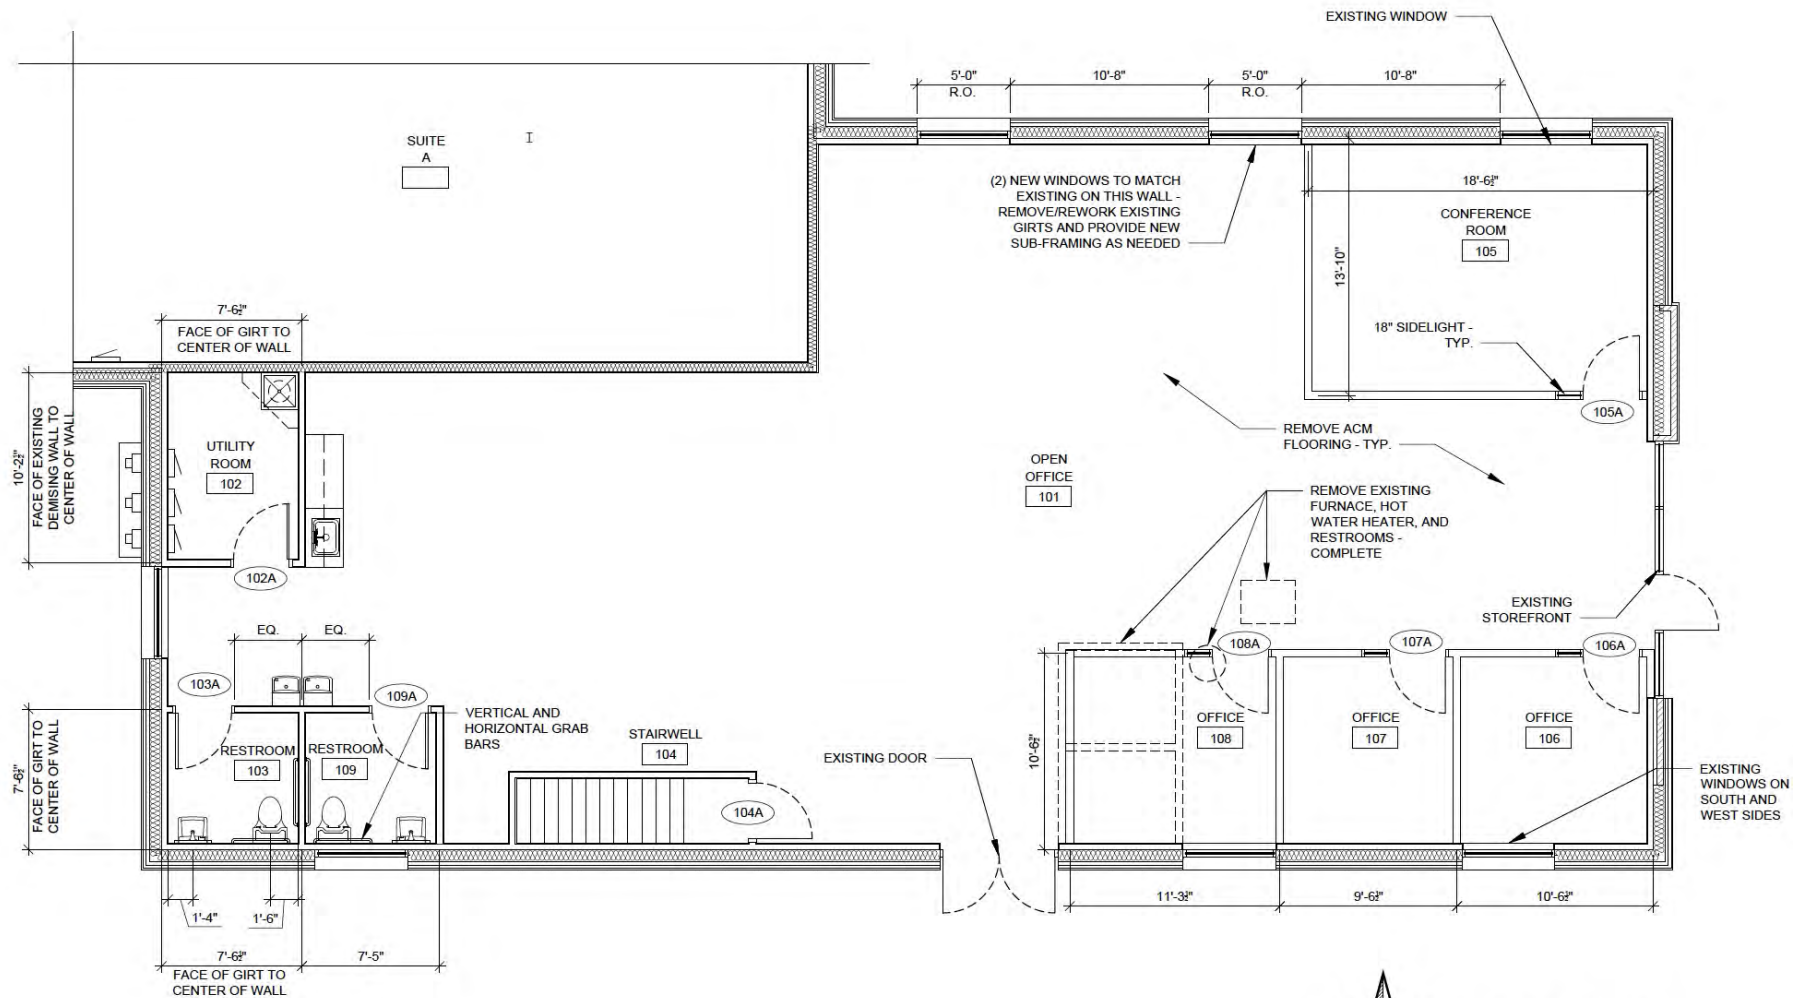 EXISTING WINDOW
5'-0"
R.O.
10'-8"
5'-0"
R.O.
10'-8"
SUITE
A
(2) NEW WINDOWS TO MATCH
EXISTING ON THIS WALL -
REMOVE/REWORK EXISTING
GIRTS AND PROVIDE NEW
SUB-FRAMING AS NEEDED
18'-6½"
CONFERENCE
ROOM
105
13'-10"
18" SIDELIGHT -
TYP.
105A
7'-6½"
FACE OF GIRT TO
CENTER OF WALL
10'-2½"
FACE OF EXISTING
DEMISING WALL TO
CENTER OF WALL
UTILITY
ROOM
102
102A
REMOVE ACM
FLOORING - TYP.
OPEN
OFFICE
101
REMOVE EXISTING
FURNACE, HOT
WATER HEATER, AND
RESTROOMS -
COMPLETE
EXISTING
STOREFRONT
EQ.
EQ.
103A
109A
108A
107A
106A
7'-6½"
FACE OF GIRT TO
CENTER OF WALL
RESTROOM
103
RESTROOM
109
VERTICAL AND
HORIZONTAL GRAB
BARS
STAIRWELL
104
104A
EXISTING DOOR
10'-6½"
OFFICE
108
OFFICE
107
OFFICE
106
EXISTING
WINDOWS ON
SOUTH AND
WEST SIDES
1'-4"
1'-6"
11'-3½"
9'-6½"
10'-6½"
7'-6½"
FACE OF GIRT TO
CENTER OF WALL
7'-5"